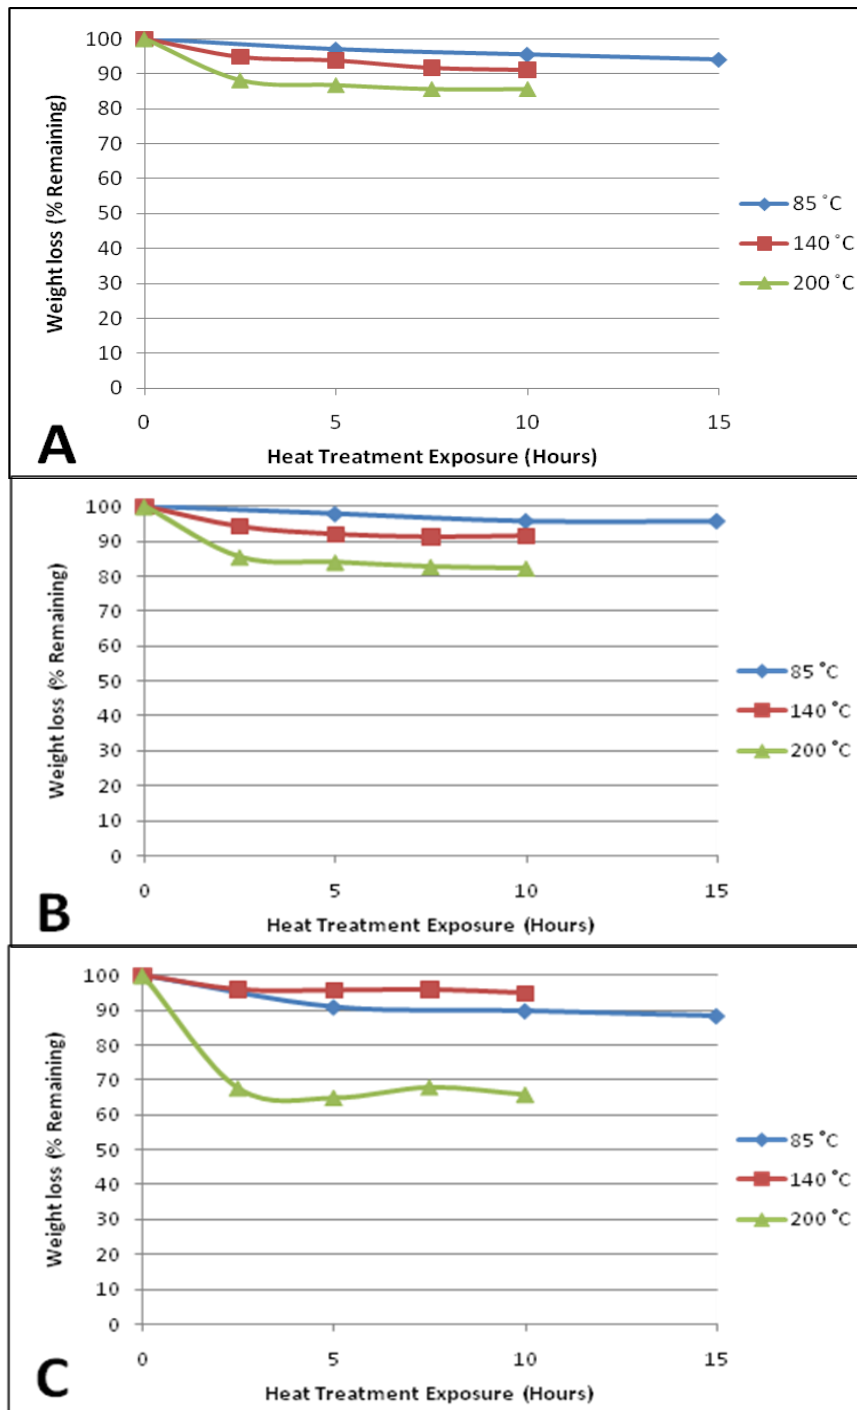 100
90
80
70
60
50
40
30
20
10
0
0 5 10 15
Weight loss (% Remaining)
Heat Treatment Exposure (Hours)
85 ˚C
140 ˚C
200 ˚C
A
100
90
80
70
60
50
40
30
20
10
0
0 5 10 15
Weight loss (% Remaining)
Heat Treatment Exposure (Hours)
85 ˚C
140 ˚C
200 ˚C
B
100
90
80
70
60
50
40
30
20
10
0
0 5 10 15
Weight loss (% Remaining)
Heat Treatment Exposure (Hours)
85 ˚C
140 ˚C
200 ˚C
C